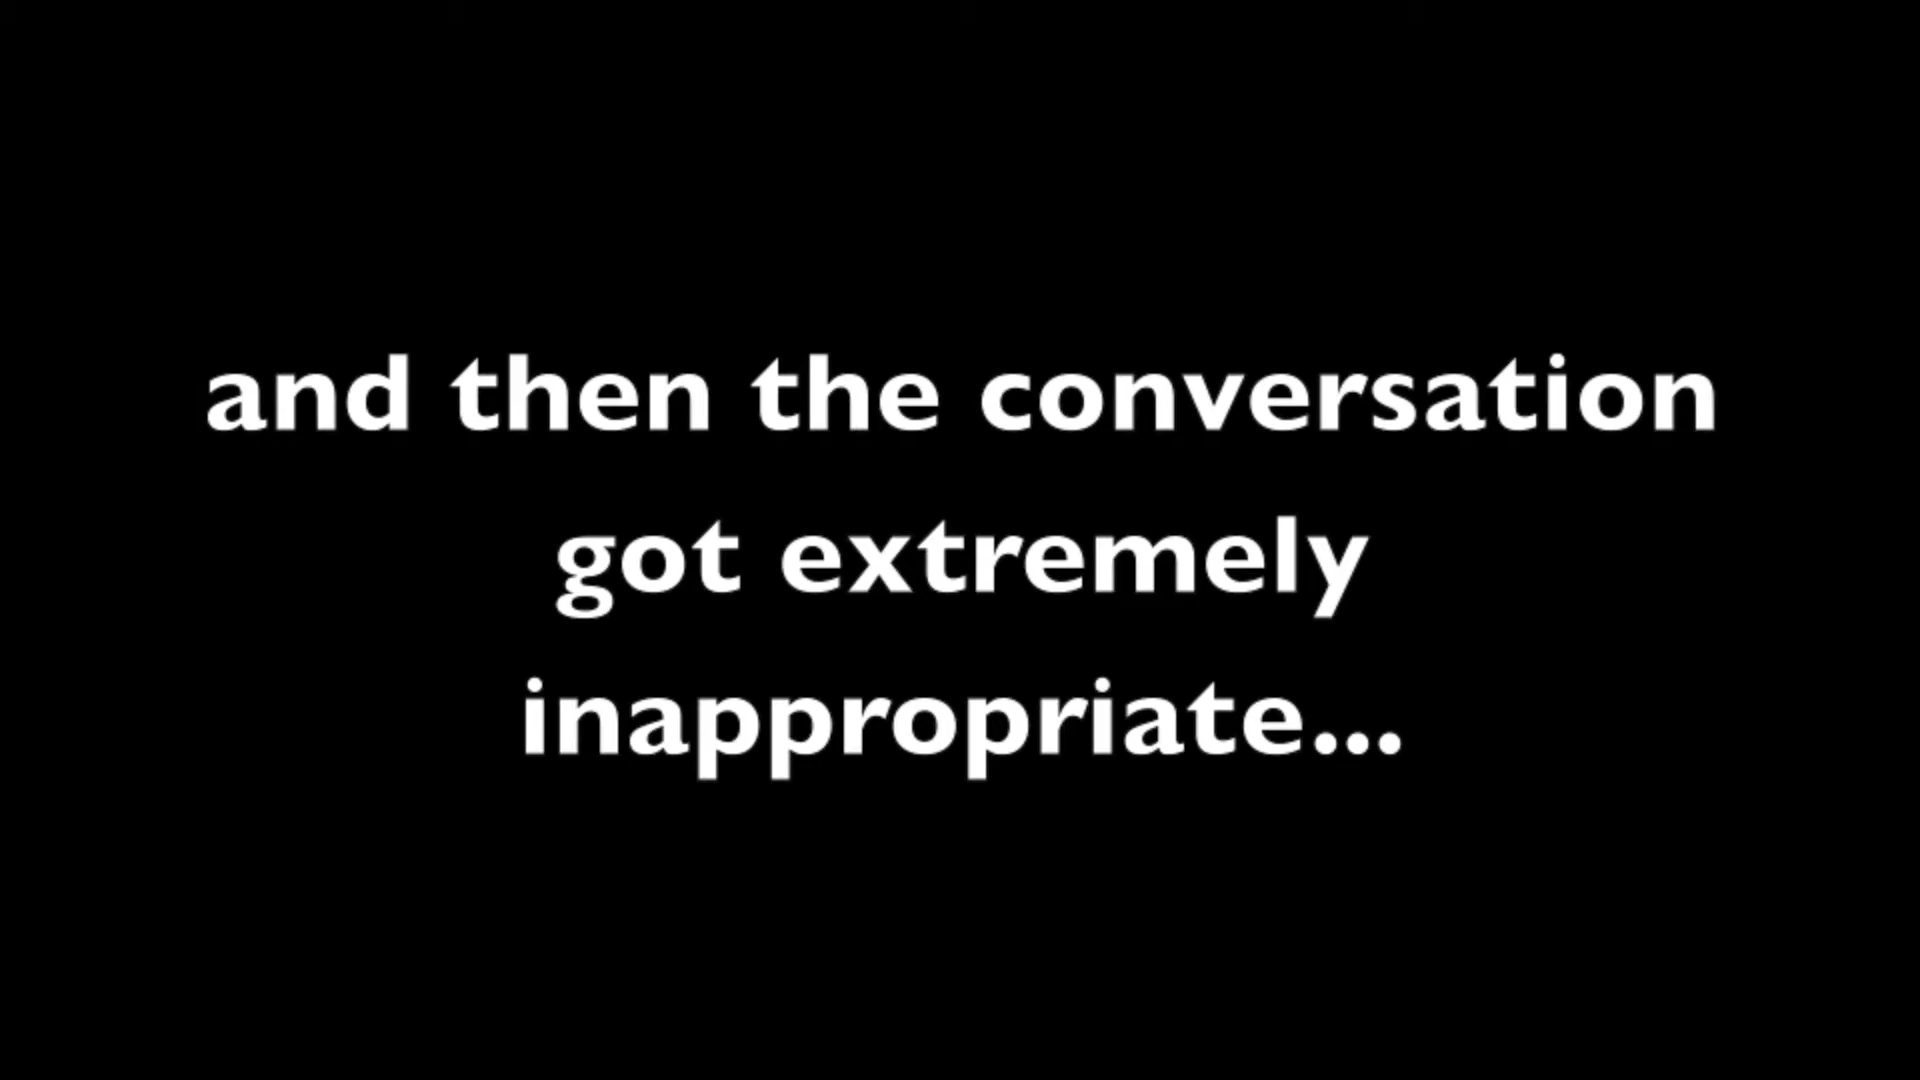 and then the conversation
got extremely
inappropriate...